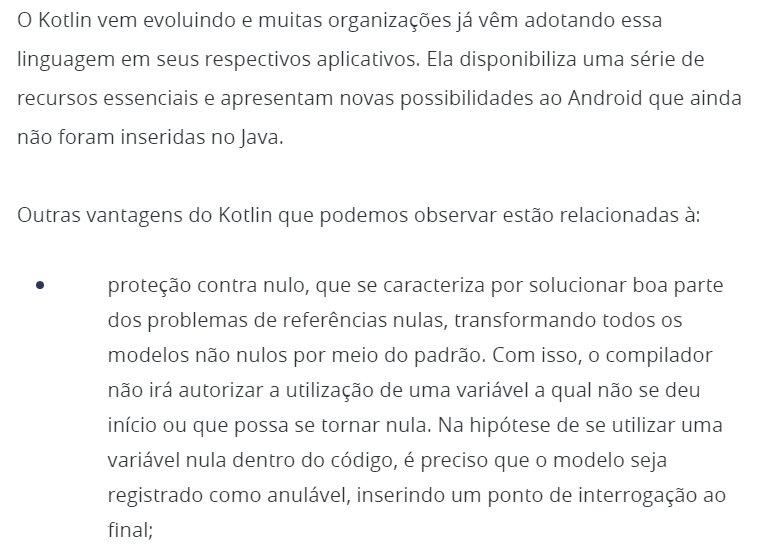 O Kotlin vem evoluindo e muitas organizações já vêm adotando essa
linguagem em seus respectivos aplicativos. Ela disponibiliza uma série de
recursos essenciais e apresentam novas possibilidades ao Android que ainda
não foram inseridas no Java.
Outras vantagens do Kotlin que podemos observar estão relacionadas à:
• proteção contra nulo, que se caracteriza por solucionar boa parte
dos problemas de referências nulas, transformando todos os
modelos não nulos por meio do padrão. Com isso, o compilador
não irá autorizar a utilização de uma variável a qual não se deu
início ou que possa se tornar nula. Na hipótese de se utilizar uma
variável nula dentro do código, é preciso que o modelo seja
registrado como anulável, inserindo um ponto de interrogação ao
final;